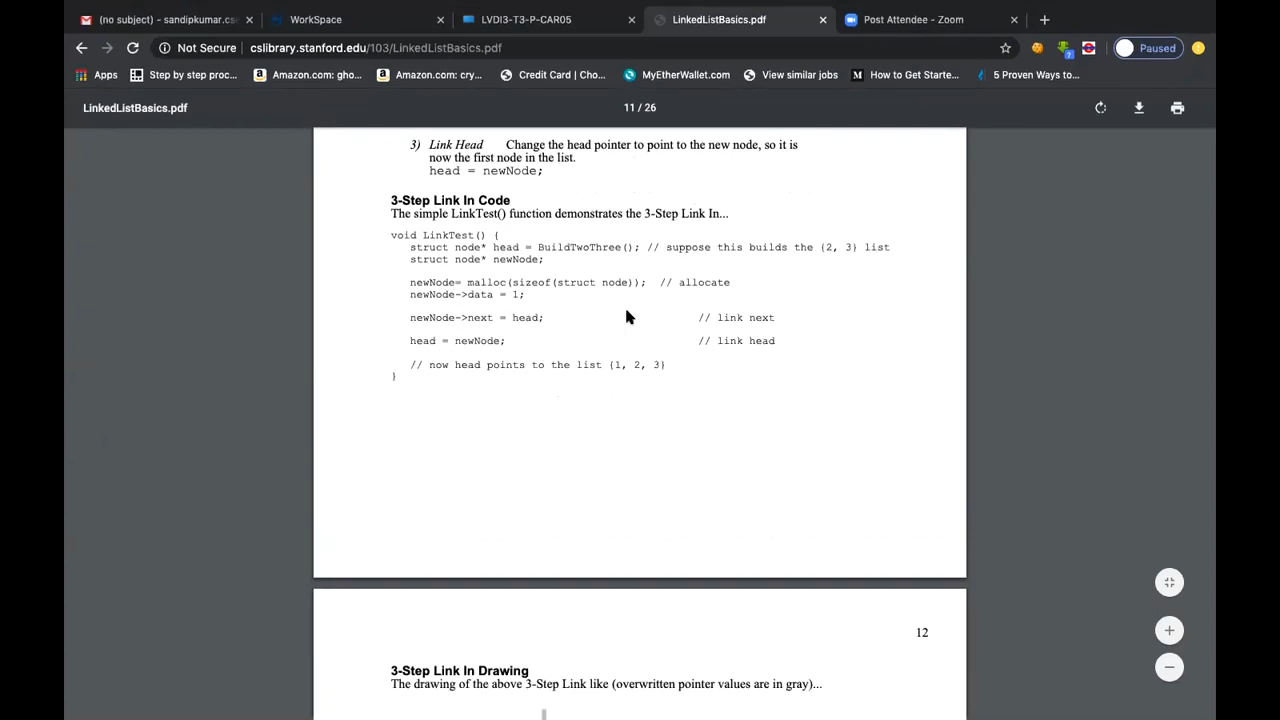 (no subject) - sandipkumar.cs
WorkSpace
LVDI3-T3-P-CAR05
LinkedListBasics.pdf
Post Attendee - Zoom
Not Secure | cslibrary.stanford.edu/103/LinkedListBasics.pdf
7
Paused
Apps
Step by step proc...
Amazon.com: gho...
Amazon.com: cry...
Credit Card | Cho...
MyEtherWallet.com
View similar jobs
How to Get Starte...
5 Proven Ways to...
LinkedListBasics.pdf
11 / 26
3) Link Head Change the head pointer to point to the new node, so it is
now the first node in the list.
head = newNode;
3-Step Link In Code
The simple LinkTest() function demonstrates the 3-Step Link In...
void LinkTest() {
struct node* head = BuildTwoThree(); // suppose this builds the {2, 3} list
struct node* newNode;
newNode= malloc(sizeof(struct node)); // allocate
newNode->data = 1;
newNode->next = head; // link next
head = newNode; // link head
// now head points to the list {1, 2, 3}
}
12
3-Step Link In Drawing
The drawing of the above 3-Step Link like (overwritten pointer values are in gray)...